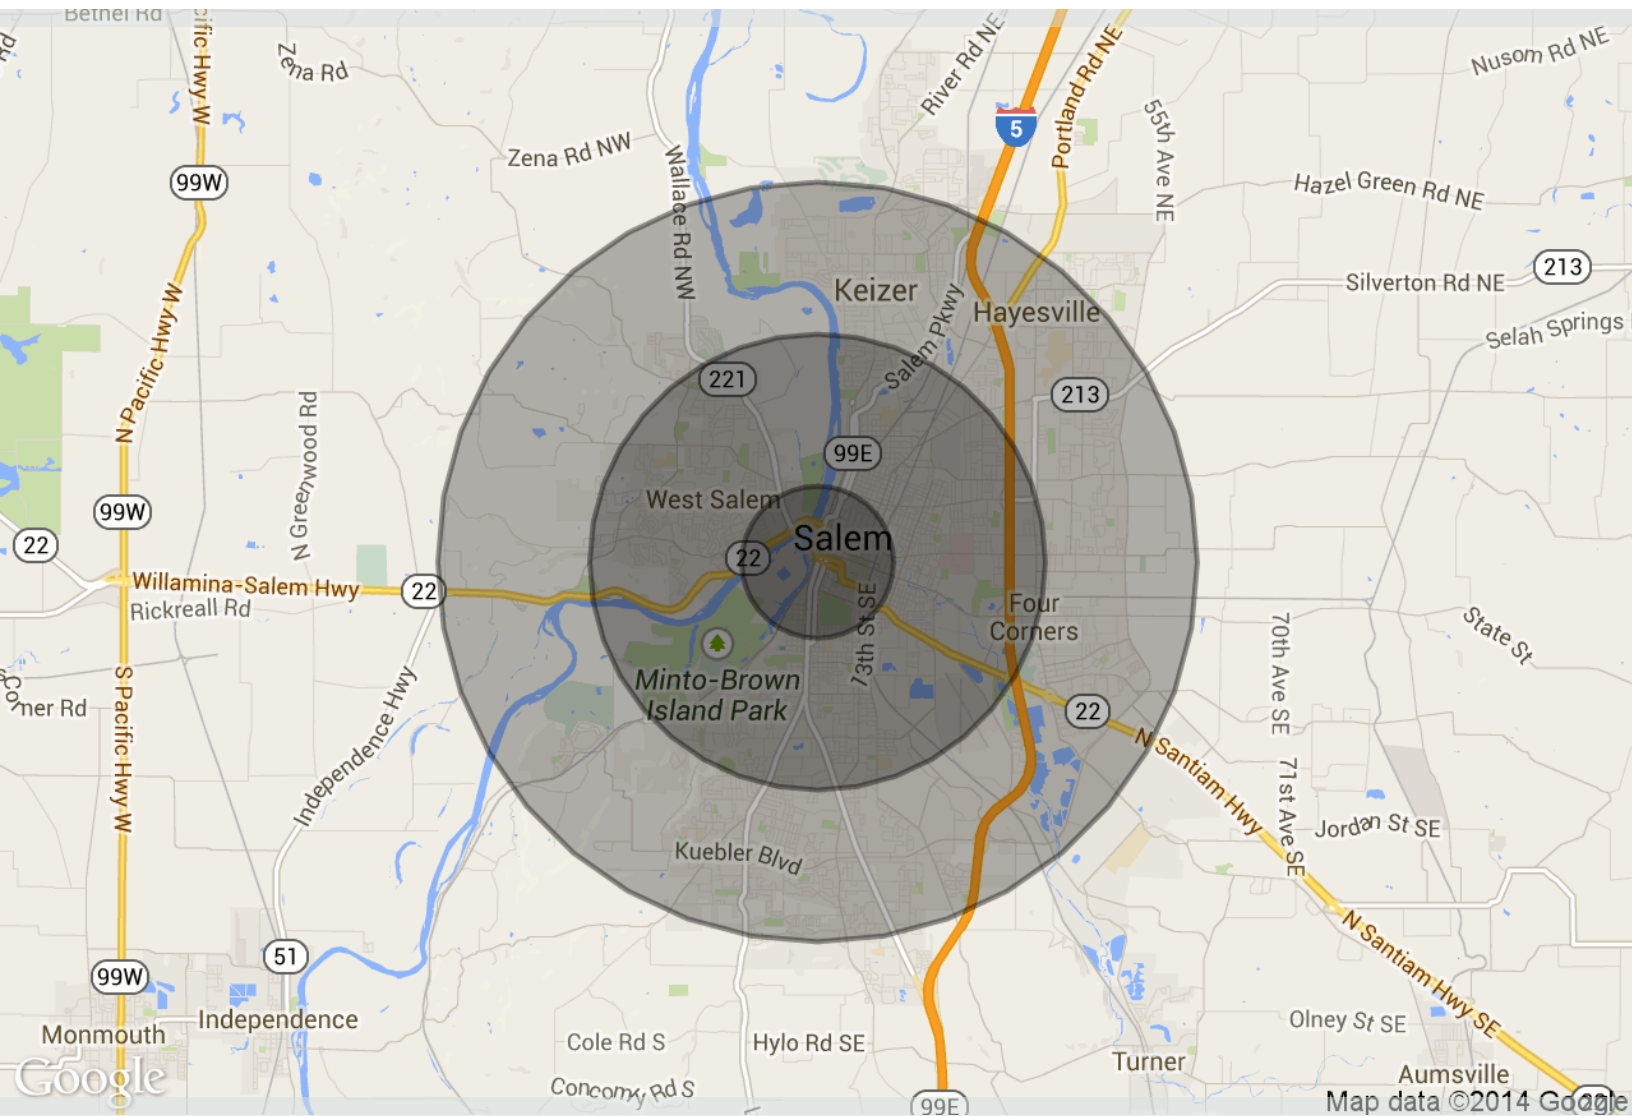 Bethel Rd
Pacific Hwy W
Zena Rd
River Rd NE
Portland Rd NE
Nusom Rd NE
5
55th Ave NE
Zena Rd NW
99W
Wallace Rd NW
Hazel Green Rd NE
213
Keizer
Silverton Rd NE
Hayesville
Salem Pkwy
Selah Springs
N Pacific Hwy W
221
213
N Greenwood Rd
99E
West Salem
99W
Salem
22
22
Willamina-Salem Hwy
22
Rickreall Rd
13th St SE
Four
Corners
70th Ave SE
State St
Minto-Brown
Island Park
S Pacific Hwy W
Independence Hwy
22
N Santiam Hwy
71st Ave SE
Jordan St SE
Kuebler Blvd
N Santiam Hwy SE
51
99W
Independence
Monmouth
Cole Rd S
Hylo Rd SE
Olney St SE
Turner
Aumsville
Google
99E
22
Map data ©2014 Google